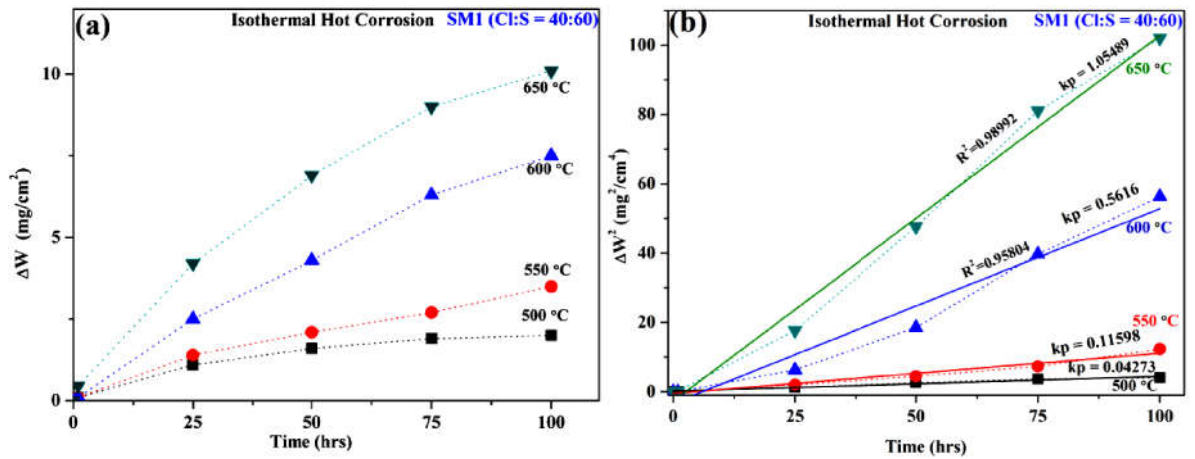 (a)
Isothermal Hot Corrosion SM1 (Cl:S = 40:60)
10
5
0
ΔW (mg/cm²)
650 °C
600 °C
550 °C
500 °C
0 25 50 75 100
Time (hrs)
(b)
Isothermal Hot Corrosion SM1 (Cl:S = 40:60)
100
80
60
40
20
0
ΔW² (mg²/cm⁴)
kp = 1.05489
650 °C
R²=0.98992
kp = 0.5616
600 °C
R²=0.95804
550 °C
kp = 0.11598
kp = 0.04273
500 °C
0 25 50 75 100
Time (hrs)